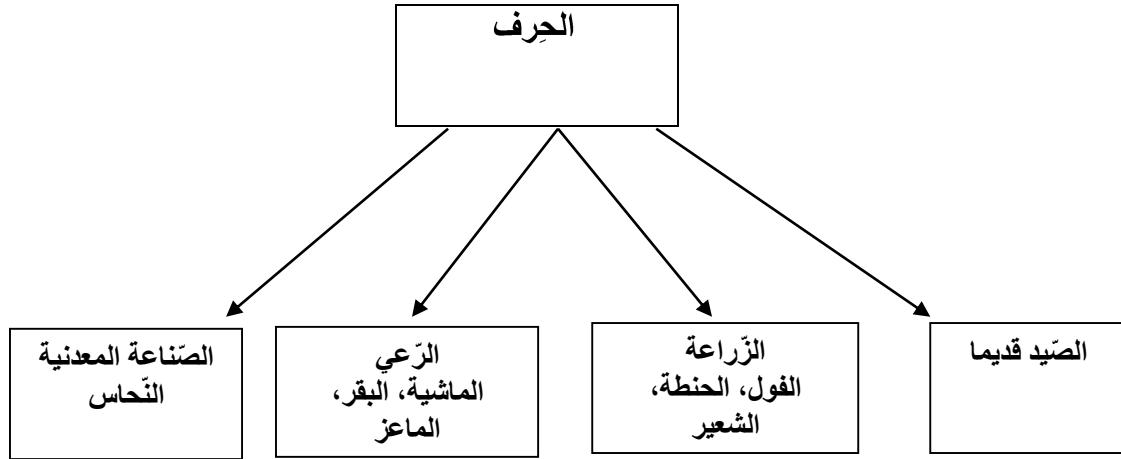 الحِرف
الصّيد قديما
الزّراعة
الفول، الحنطة،
الشعير
الرّعي
الماشية، البقر،
الماعز
الصّناعة المعدنية
النّحاس